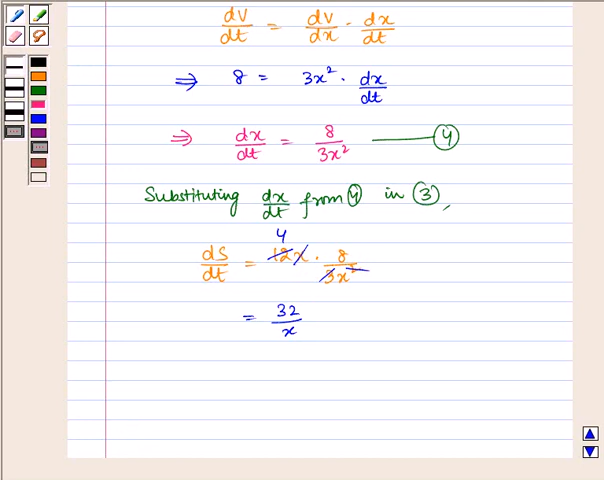 dV/dt = dV/dx · dx/dt
⇒ 8 = 3x² · dx/dt
⇒ dx/dt = 8/3x² —— ④
Substituting dx/dt from ④ in ③,
4
dS/dt = 12x · 8/3x²
= 32/x